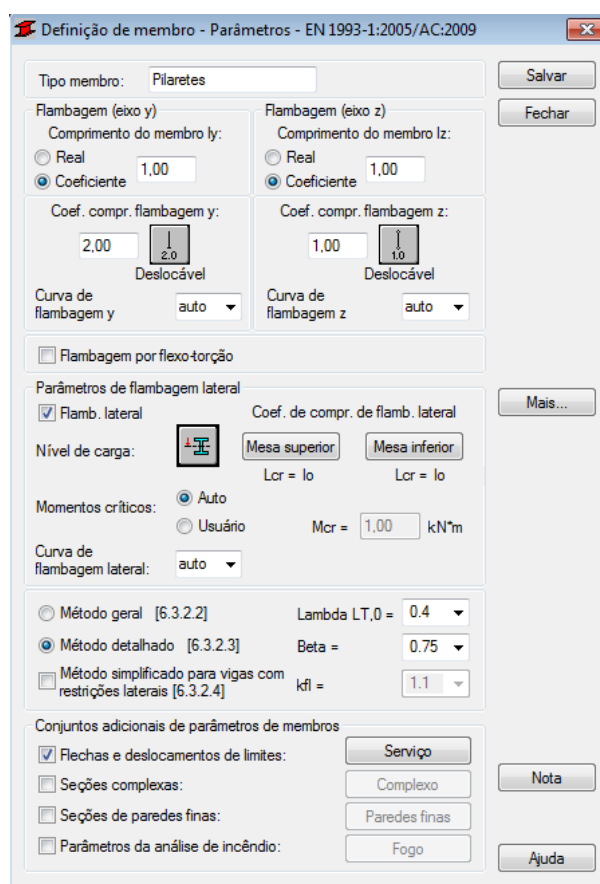 Definição de membro - Parâmetros - EN 1993-1:2005/AC:2009
Tipo membro: Pilaretes
Salvar
Fechar
Flambagem (eixo y)
Comprimento do membro ly:
Real
Coeficiente
1,00
Flambagem (eixo z)
Comprimento do membro lz:
Real
Coeficiente
1,00
Coef. compr. flambagem y:
2,00
2.0
Deslocável
Curva de
flambagem y
auto
Coef. compr. flambagem z:
1,00
1.0
Deslocável
Curva de
flambagem z
auto
Flambagem por flexo-torção
Parâmetros de flambagem lateral
Mais...
Flamb. lateral
Coef. de compr. de flamb. lateral
Nível de carga:
Mesa superior
Mesa inferior
Lcr = lo
Lcr = lo
Momentos críticos:
Auto
Usuário
Mcr = 1,00 kN*m
Curva de
flambagem lateral:
auto
Método geral [6.3.2.2]
Lambda LT,0 = 0.4
Método detalhado [6.3.2.3]
Beta = 0.75
Método simplificado para vigas com
restrições laterais [6.3.2.4]
kfl = 1.1
Conjuntos adicionais de parâmetros de membros
Flechas e deslocamentos de limites: Serviço
Seções complexas: Complexo
Nota
Seções de paredes finas: Paredes finas
Parâmetros da análise de incêndio: Fogo
Ajuda